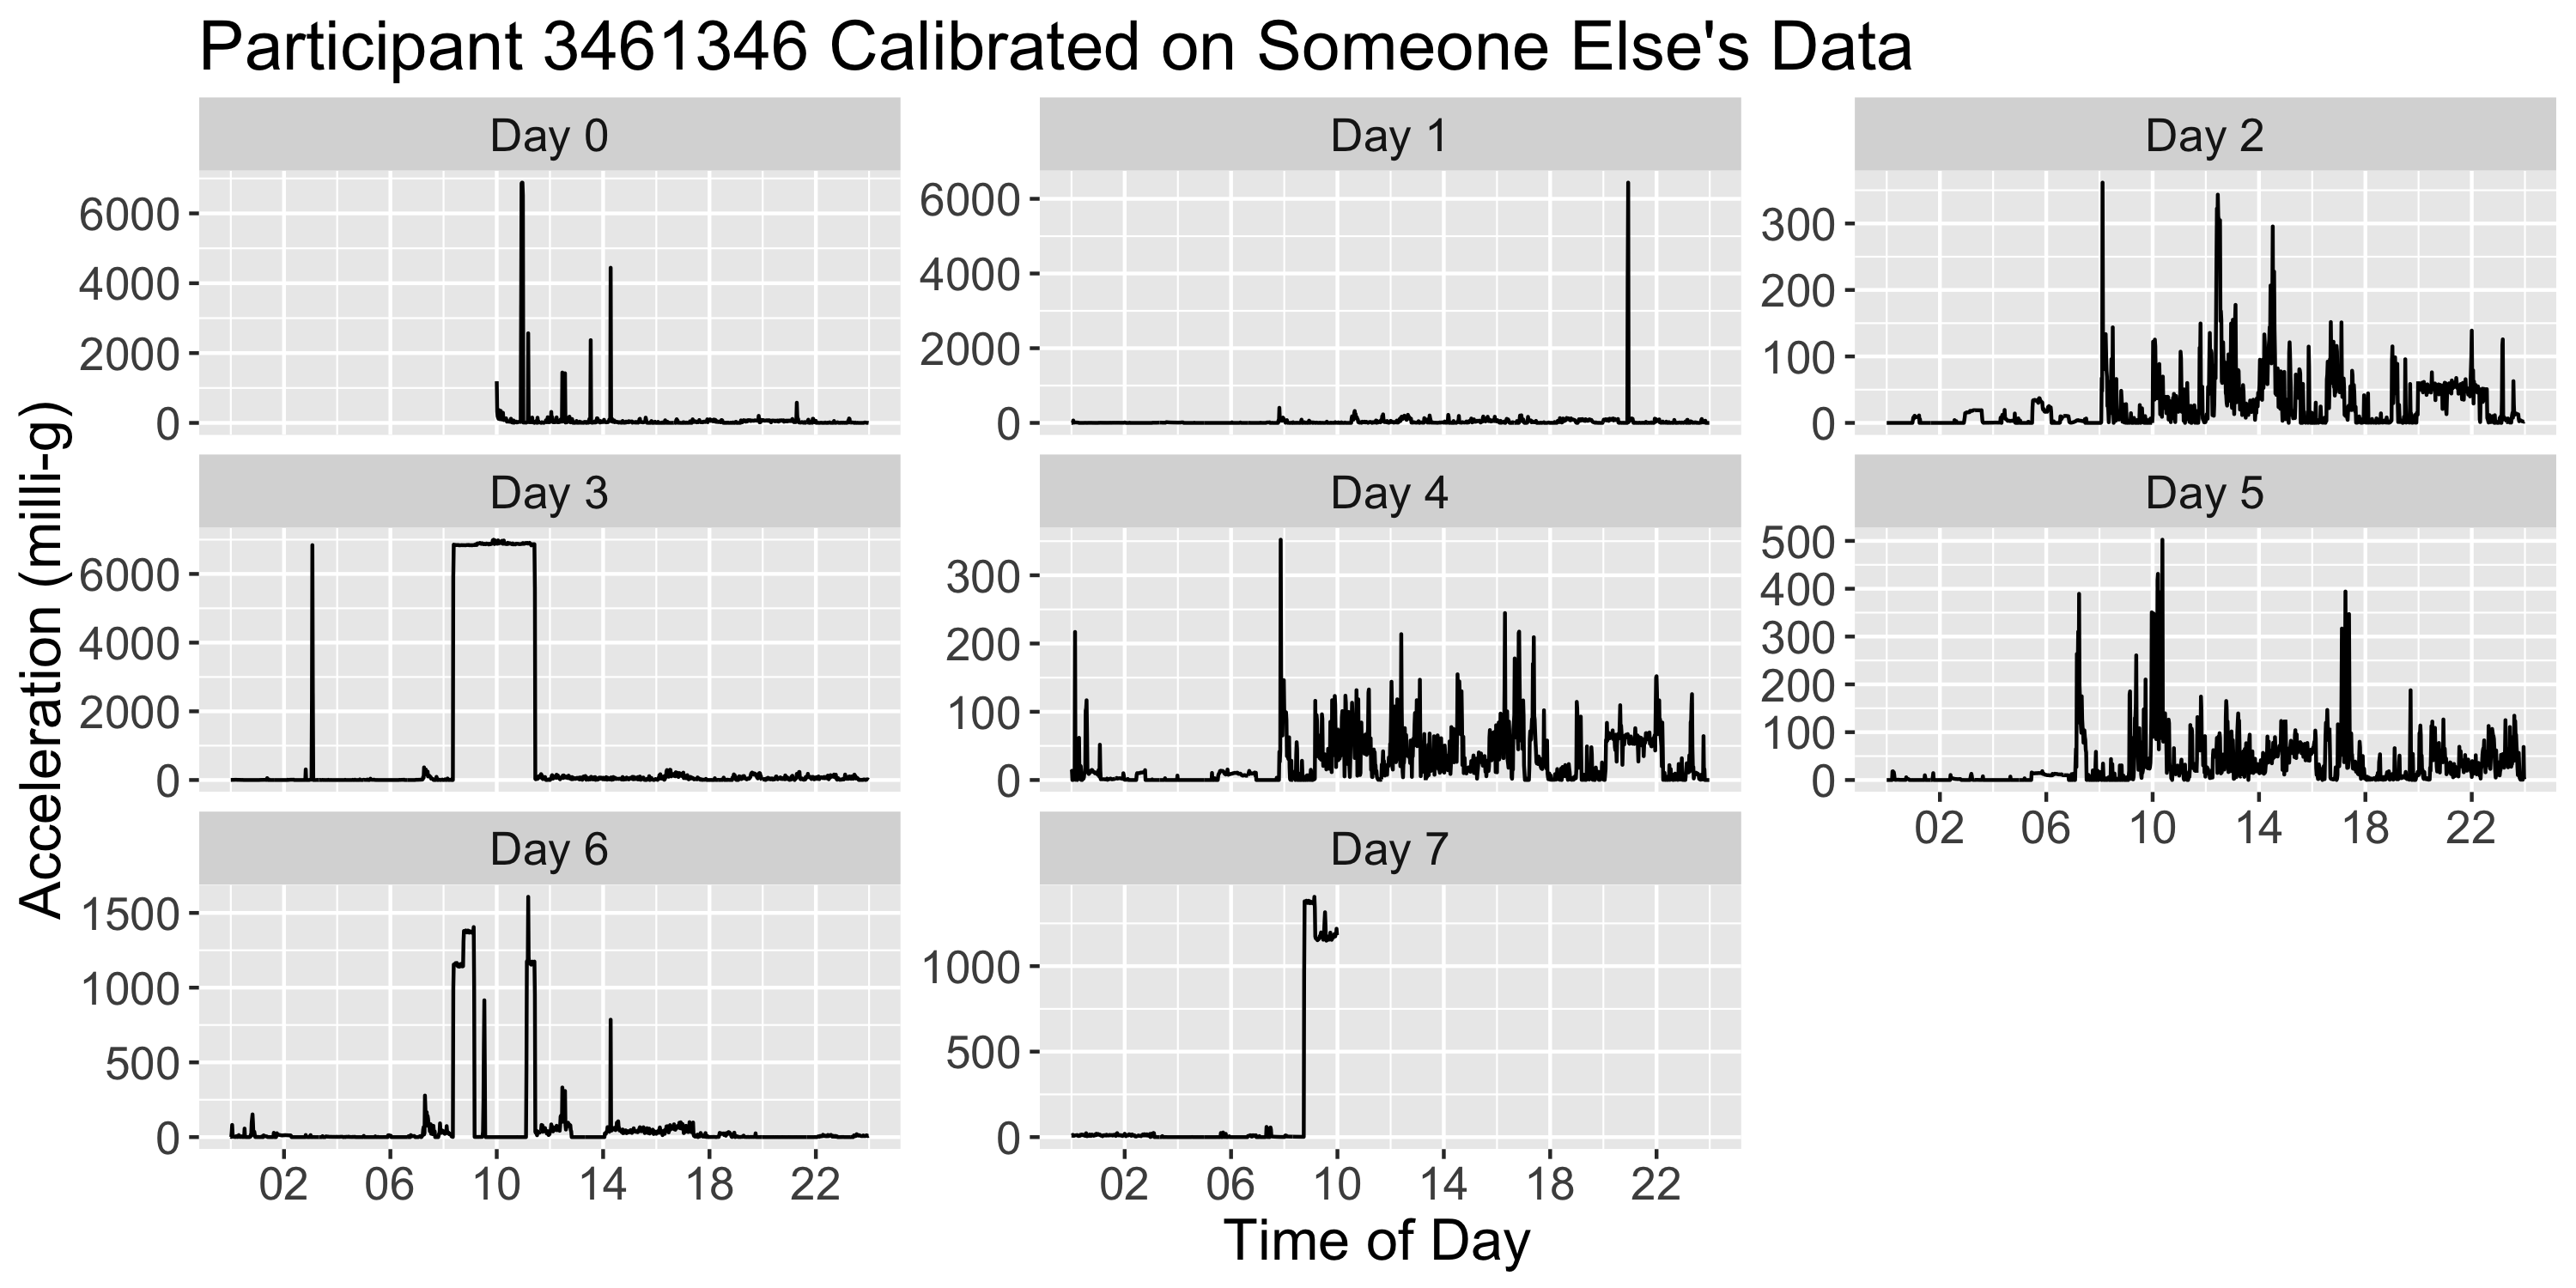 Participant 3461346 Calibrated on Someone Else's Data
Acceleration (milli-g)
Day 0
6000
4000
2000
0
Day 1
6000
4000
2000
0
Day 2
300
200
100
0
Day 3
6000
4000
2000
0
Day 4
300
200
100
0
Day 5
500
400
300
200
100
0
02 06 10 14 18 22
Day 6
1500
1000
500
0
02 06 10 14 18 22
Day 7
1000
500
0
02 06 10 14 18 22
Time of Day